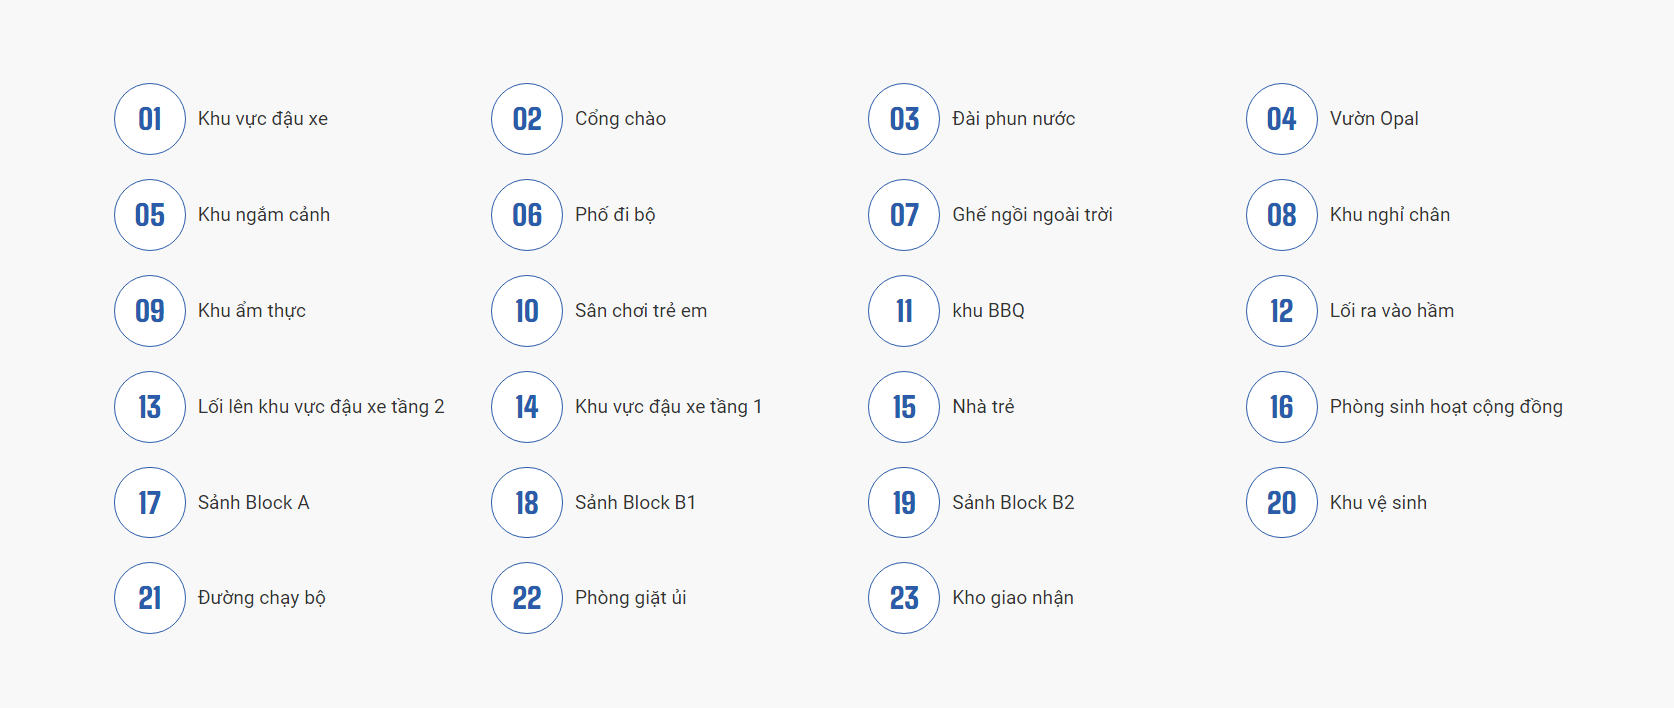 01 Khu vực đậu xe
02 Cổng chào
03 Đài phun nước
04 Vườn Opal
05 Khu ngắm cảnh
06 Phố đi bộ
07 Ghế ngồi ngoài trời
08 Khu nghỉ chân
09 Khu ẩm thực
10 Sân chơi trẻ em
11 khu BBQ
12 Lối ra vào hầm
13 Lối lên khu vực đậu xe tầng 2
14 Khu vực đậu xe tầng 1
15 Nhà trẻ
16 Phòng sinh hoạt cộng đồng
17 Sảnh Block A
18 Sảnh Block B1
19 Sảnh Block B2
20 Khu vệ sinh
21 Đường chạy bộ
22 Phòng giặt ủi
23 Kho giao nhận